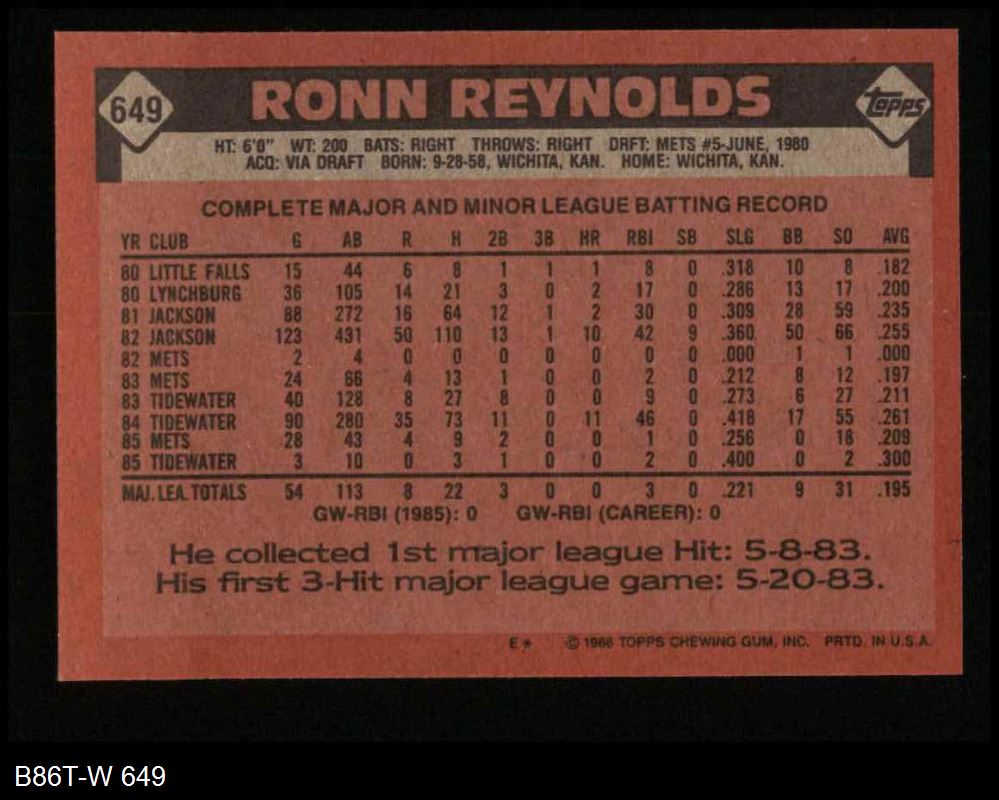 649 RONN REYNOLDS Topps
HT: 6'0" WT: 200 BATS: RIGHT THROWS: RIGHT DRFT: METS #5-JUNE, 1980
ACQ: VIA DRAFT BORN: 9-28-58, WICHITA, KAN. HOME: WICHITA, KAN.
COMPLETE MAJOR AND MINOR LEAGUE BATTING RECORD
YR CLUB G AB R H 2B 3B HR RBI SB SLG BB SO AVG
80 LITTLE FALLS 15 44 6 8 1 1 1 8 0 .318 10 8 .182
80 LYNCHBURG 36 105 14 21 3 0 2 17 0 .286 13 17 .200
81 JACKSON 88 272 16 64 12 1 2 30 0 .309 28 59 .235
82 JACKSON 123 431 50 110 13 1 10 42 9 .360 50 66 .255
82 METS 2 4 0 0 0 0 0 0 0 .000 1 1 .000
83 METS 24 66 4 13 1 0 0 2 0 .212 8 12 .197
83 TIDEWATER 40 128 8 27 8 0 0 9 0 .273 6 27 .211
84 TIDEWATER 90 280 35 73 11 0 11 46 0 .418 17 55 .261
85 METS 28 43 4 9 2 0 0 1 0 .256 0 18 .209
85 TIDEWATER 3 10 0 3 1 0 0 2 0 .400 0 2 .300
MAJ. LEA. TOTALS 54 113 8 22 3 0 0 3 0 .221 9 31 .195
GW-RBI (1985): 0 GW-RBI (CAREER): 0
He collected 1st major league Hit: 5-8-83.
His first 3-Hit major league game: 5-20-83.
E* © 1986 TOPPS CHEWING GUM, INC. PRTD. IN U.S.A.
B86T-W 649